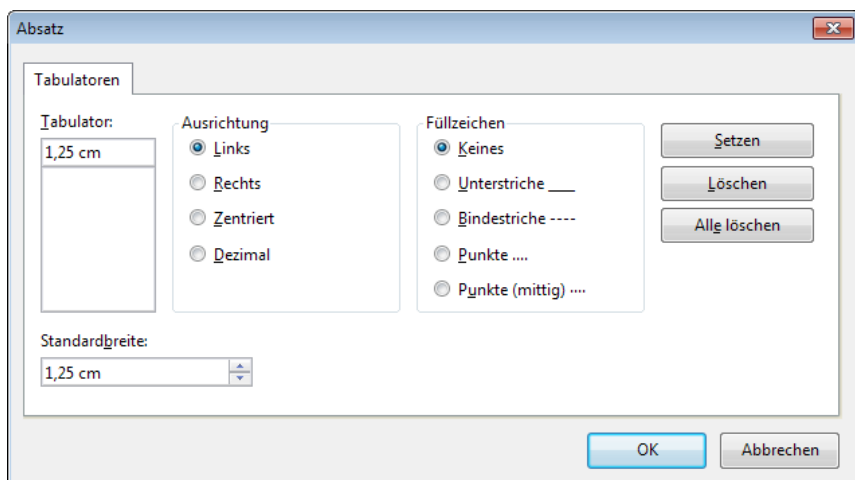 Absatz
Tabulatoren
Tabulator:
1,25 cm
Ausrichtung
Links
Rechts
Zentriert
Dezimal
Füllzeichen
Keines
Unterstriche ___
Bindestriche ----
Punkte ....
Punkte (mittig) ····
Setzen
Löschen
Alle löschen
Standardbreite:
1,25 cm
OK
Abbrechen